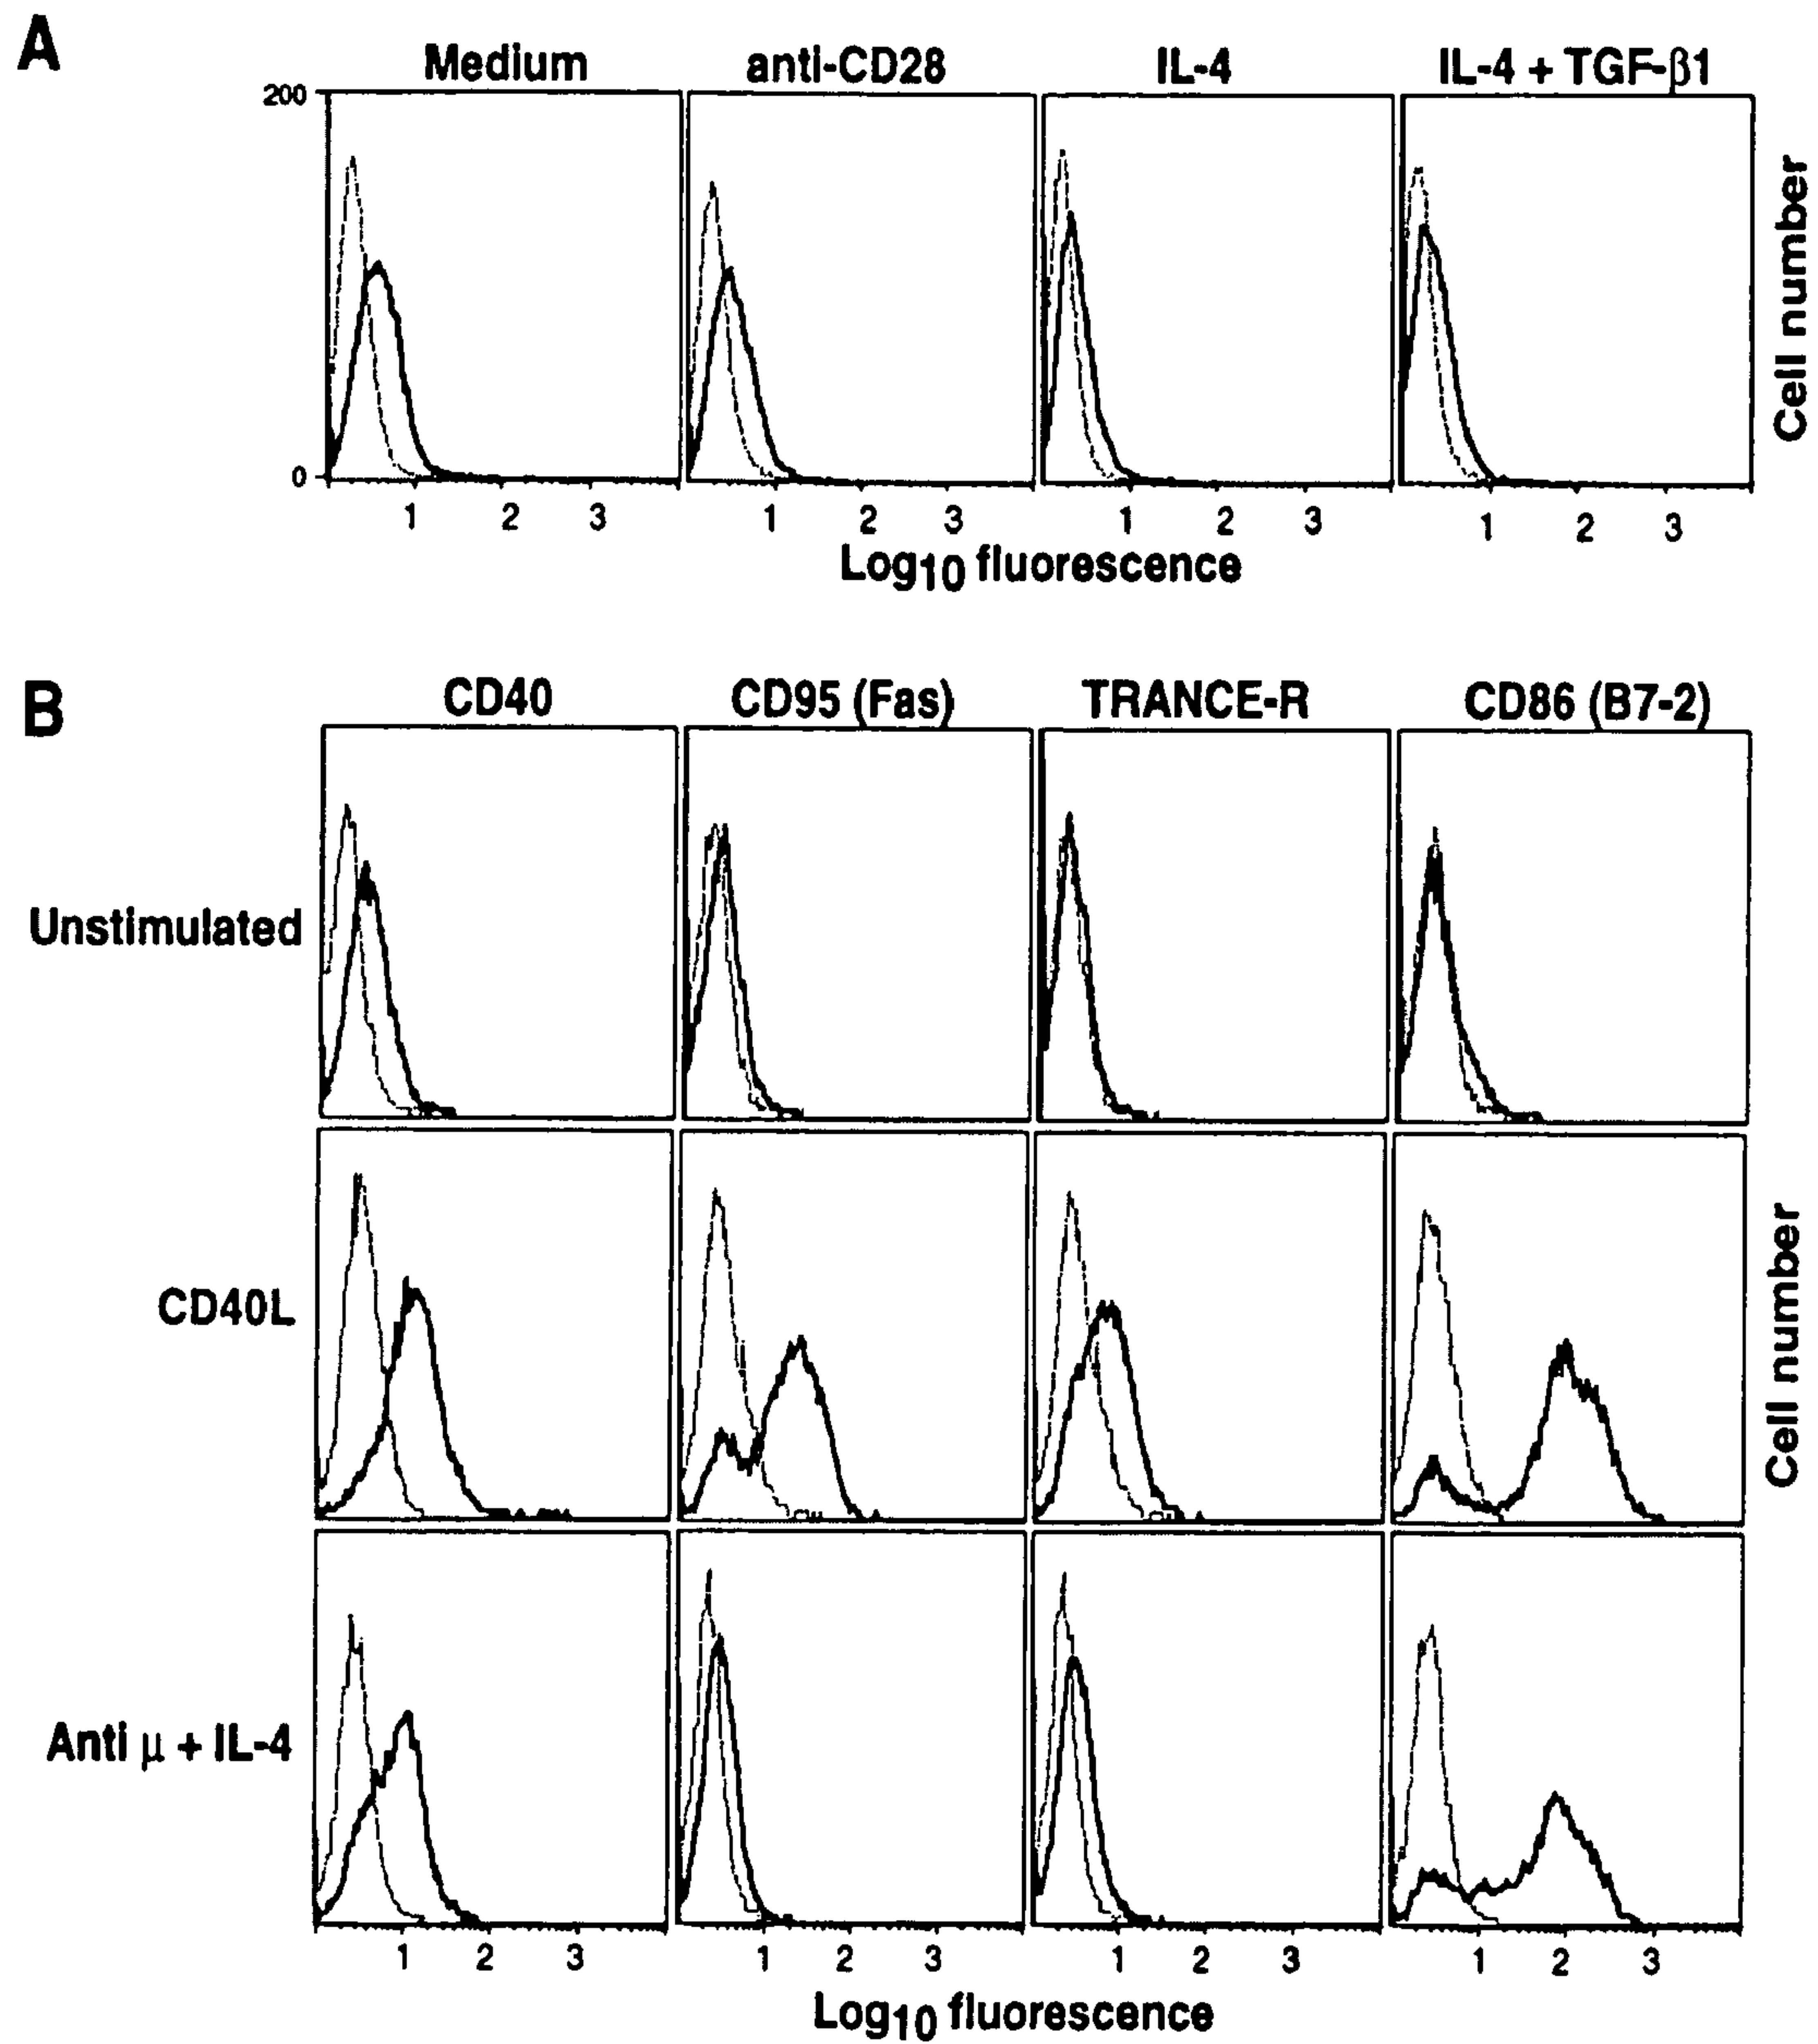 A
Medium anti-CD28 IL-4 IL-4 + TGF-β1
200
0
Cell number
1 2 3 1 2 3 1 2 3 1 2 3
Log10 fluorescence
B
CD40 CD95 (Fas) TRANCE-R CD86 (B7-2)
Unstimulated
CD40L
Cell number
Anti μ + IL-4
1 2 3 1 2 3 1 2 3 1 2 3
Log10 fluorescence